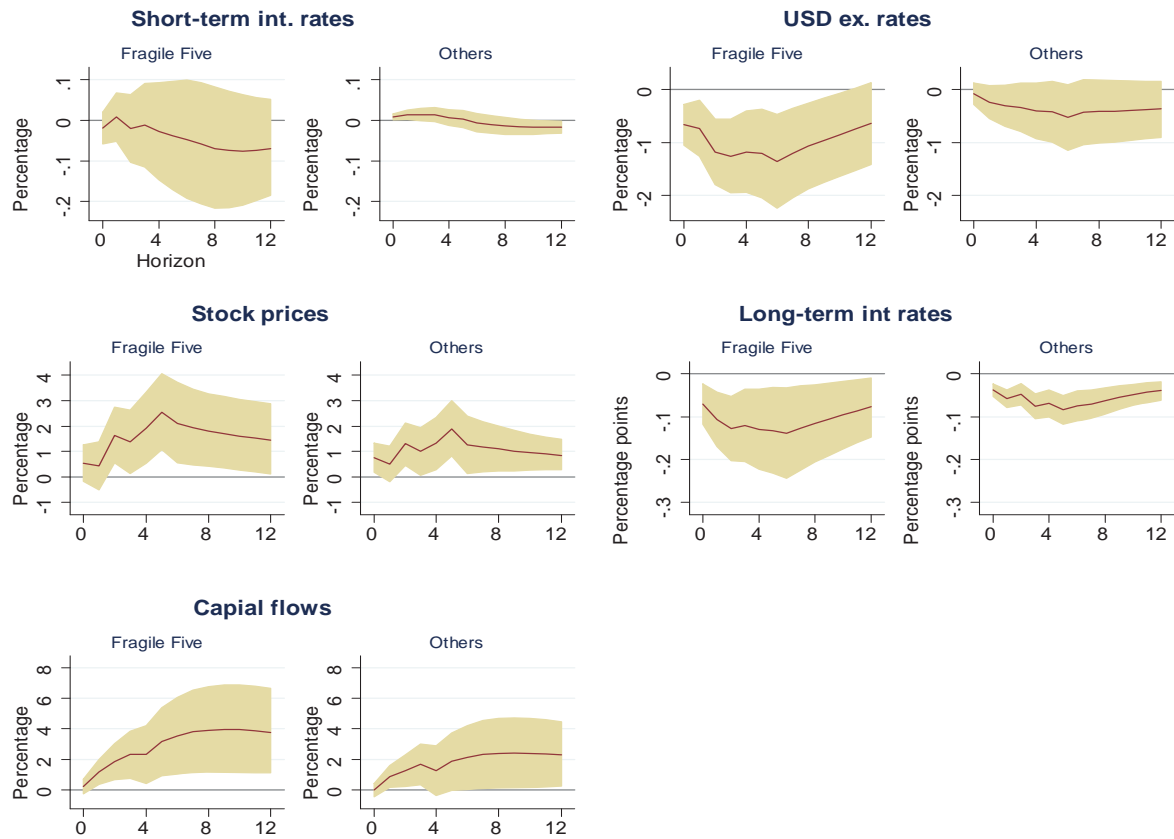 Short-term int. rates
Fragile Five
Others
Percentage
.1
0
-.1
-.2
0 4 8 12
Horizon
Percentage
.1
0
-.1
-.2
0 4 8 12
USD ex. rates
Fragile Five
Others
Percentage
0
-1
-2
0 4 8 12
Percentage
0
-1
-2
0 4 8 12
Stock prices
Fragile Five
Others
Percentage
4
3
2
1
0
-1
0 4 8 12
Percentage
4
3
2
1
0
-1
0 4 8 12
Long-term int rates
Fragile Five
Others
Percentage points
0
-.1
-.2
-.3
0 4 8 12
Percentage points
0
-.1
-.2
-.3
0 4 8 12
Capial flows
Fragile Five
Others
Percentage
8
6
4
2
0
0 4 8 12
Percentage
8
6
4
2
0
0 4 8 12